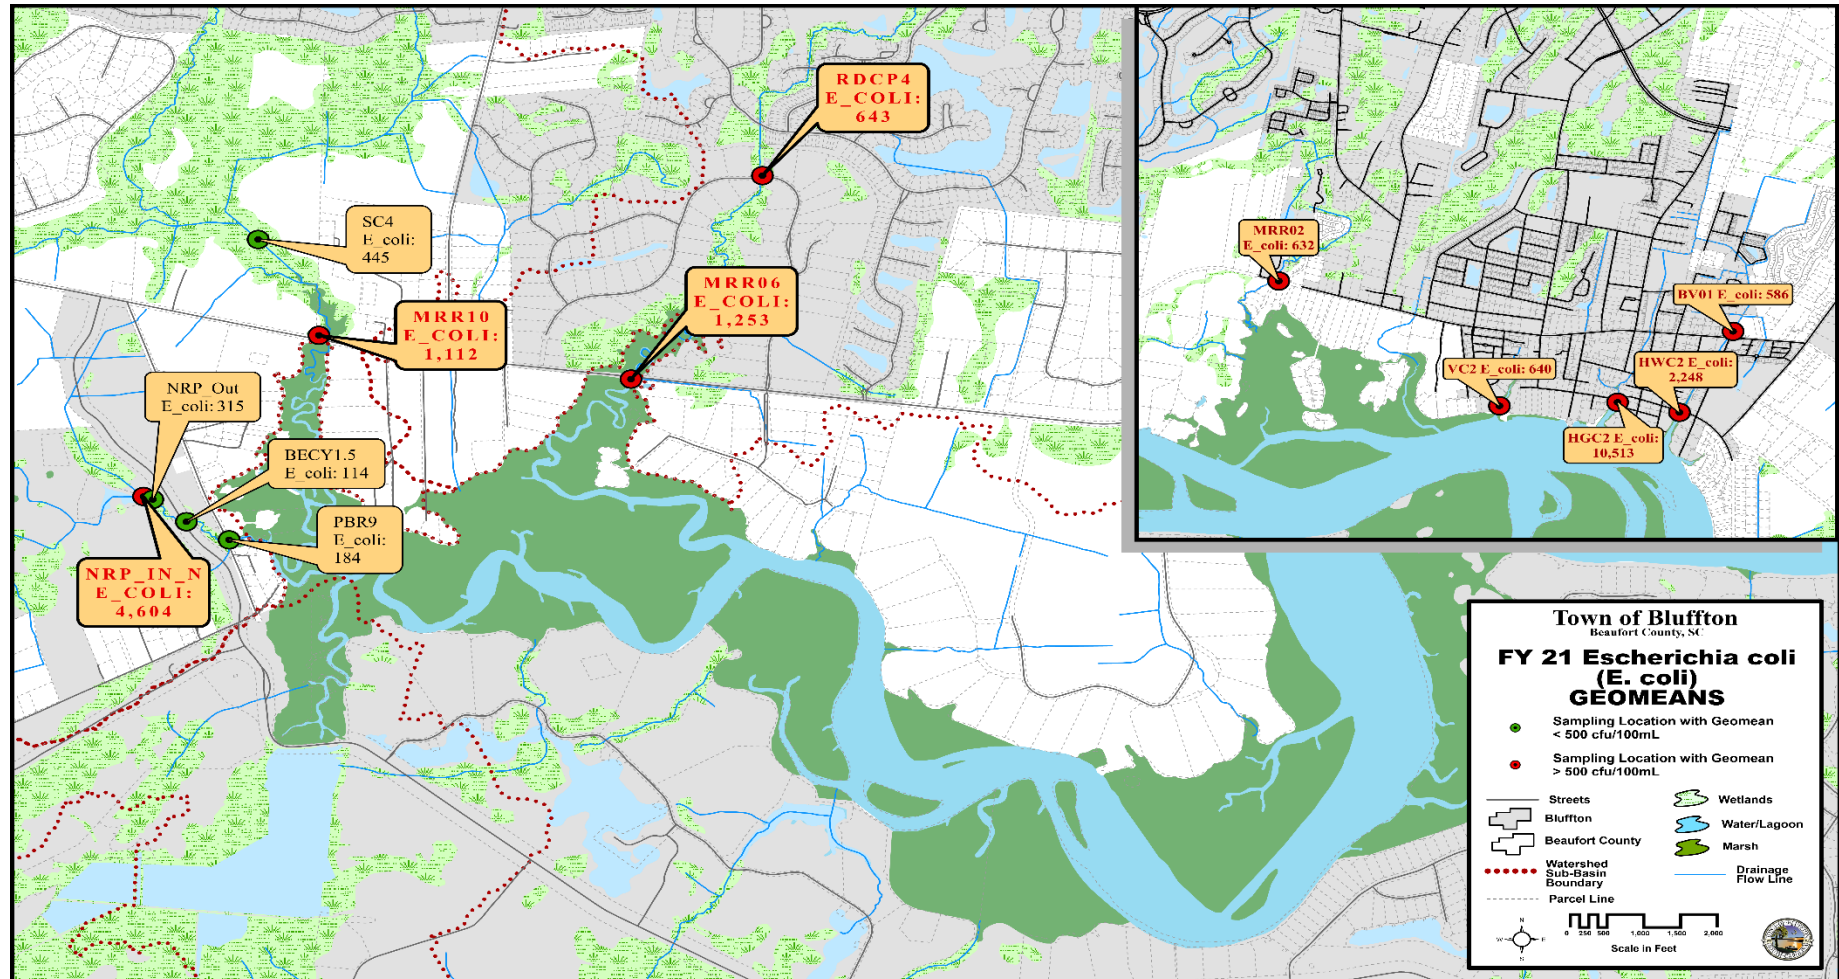 RDCP4
E_COLI:
643
SC4
E_coli:
445
MRR10
E_COLI:
1,112
MRR06
E_COLI:
1,253
NRP_Out
E_coli: 315
BECY1.5
E_coli: 114
PBR9
E_coli:
184
NRP_IN_N
E_COLI:
4,604
MRR02
E_coli: 632
BV01 E_coli: 586
VC2 E_coli: 640
HWC2 E_coli:
2,248
HGC2 E_coli:
10,513
Town of Bluffton
Beaufort County, SC
FY 21 Escherichia coli
(E. coli)
GEOMEANS
Sampling Location with Geomean
< 500 cfu/100mL
Sampling Location with Geomean
> 500 cfu/100mL
Streets
Bluffton
Beaufort County
Watershed
Sub-Basin
Boundary
Parcel Line
Wetlands
Water/Lagoon
Marsh
Drainage
Flow Line
N
W E
S
0 250 500 1,000 1,500 2,000
Scale in Feet